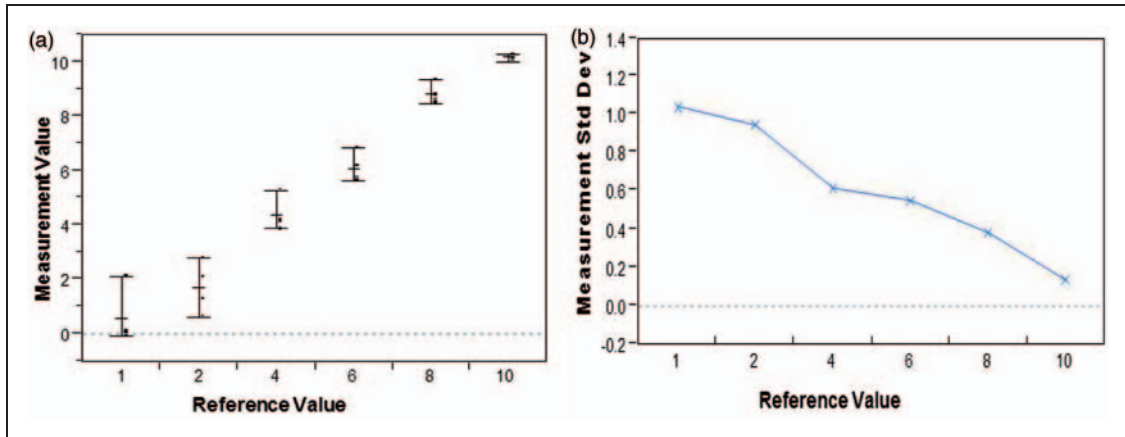 (a)
Measurement Value
10
8
6
4
2
0
1 2 4 6 8 10
Reference Value
(b)
Measurement Std Dev
1.4
1.2
1.0
0.8
0.6
0.4
0.2
0.0
-0.2
1 2 4 6 8 10
Reference Value